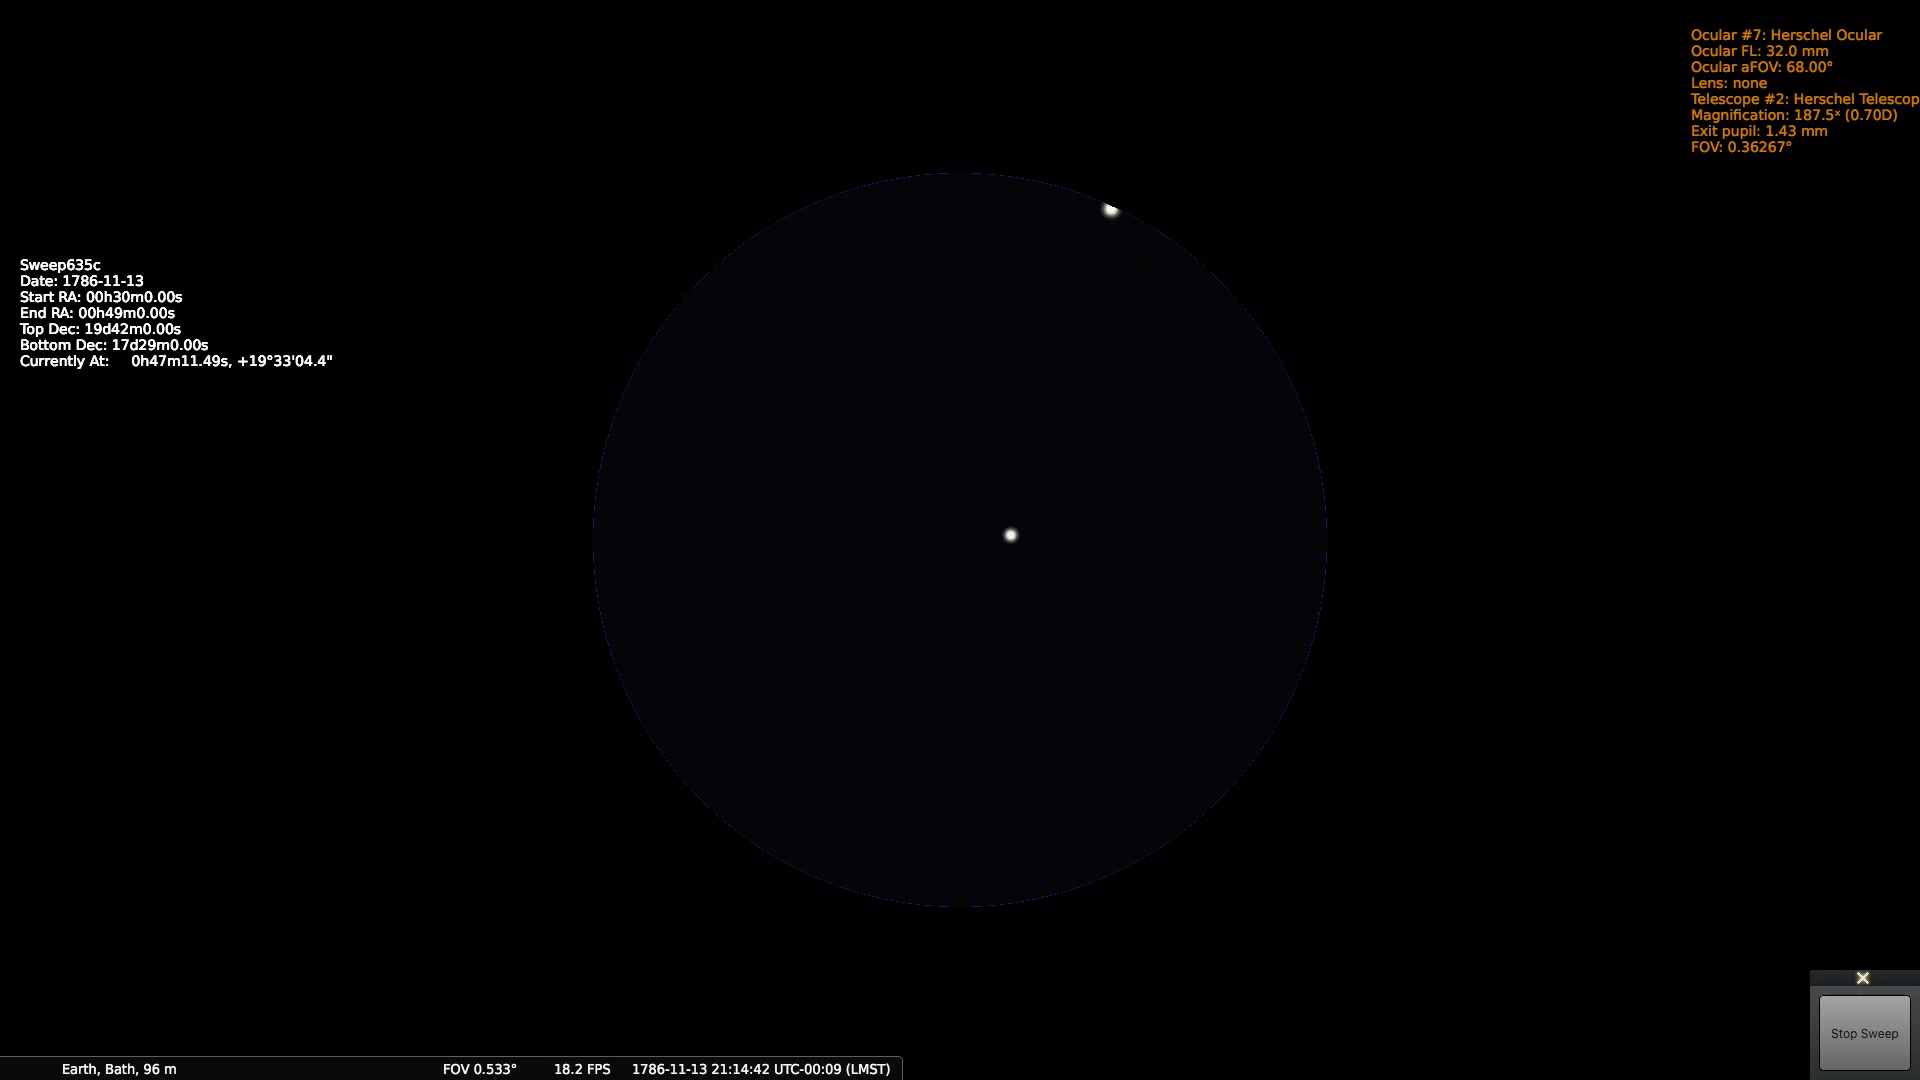 Ocular #7: Herschel Ocular
Ocular FL: 32.0 mm
Ocular aFOV: 68.00°
Lens: none
Telescope #2: Herschel Telescop
Magnification: 187.5ˣ (0.70D)
Exit pupil: 1.43 mm
FOV: 0.36267°
Sweep635c
Date: 1786-11-13
Start RA: 00h30m0.00s
End RA: 00h49m0.00s
Top Dec: 19d42m0.00s
Bottom Dec: 17d29m0.00s
Currently At: 0h47m11.49s, +19°33'04.4"
Stop Sweep
Earth, Bath, 96 m FOV 0.533° 18.2 FPS 1786-11-13 21:14:42 UTC-00:09 (LMST)